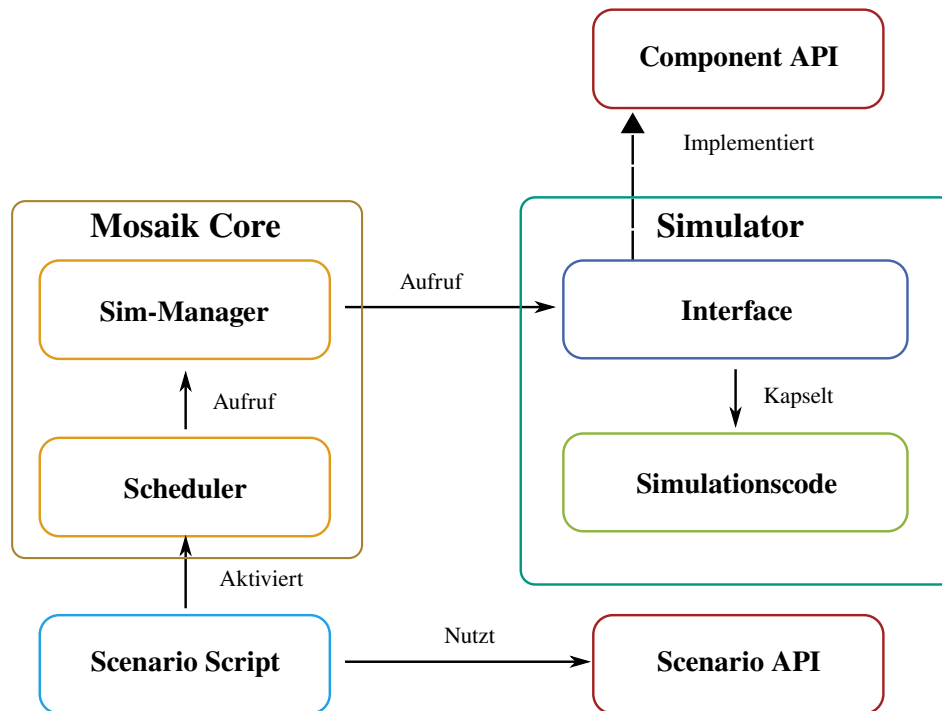 Component API
Implementiert
Mosaik Core
Simulator
Sim-Manager
Aufruf
Interface
Aufruf
Kapselt
Scheduler
Simulationscode
Aktiviert
Scenario Script
Nutzt
Scenario API